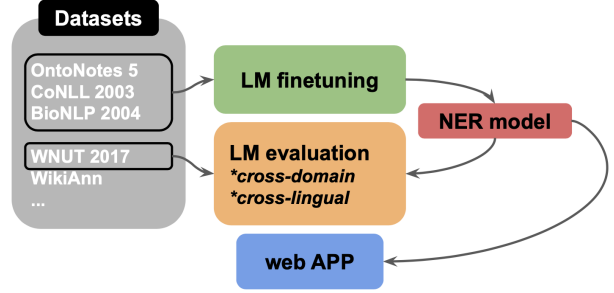 Datasets
OntoNotes 5
CoNLL 2003
BioNLP 2004
WNUT 2017
WikiAnn
...
LM finetuning
NER model
LM evaluation
*cross-domain
*cross-lingual
web APP